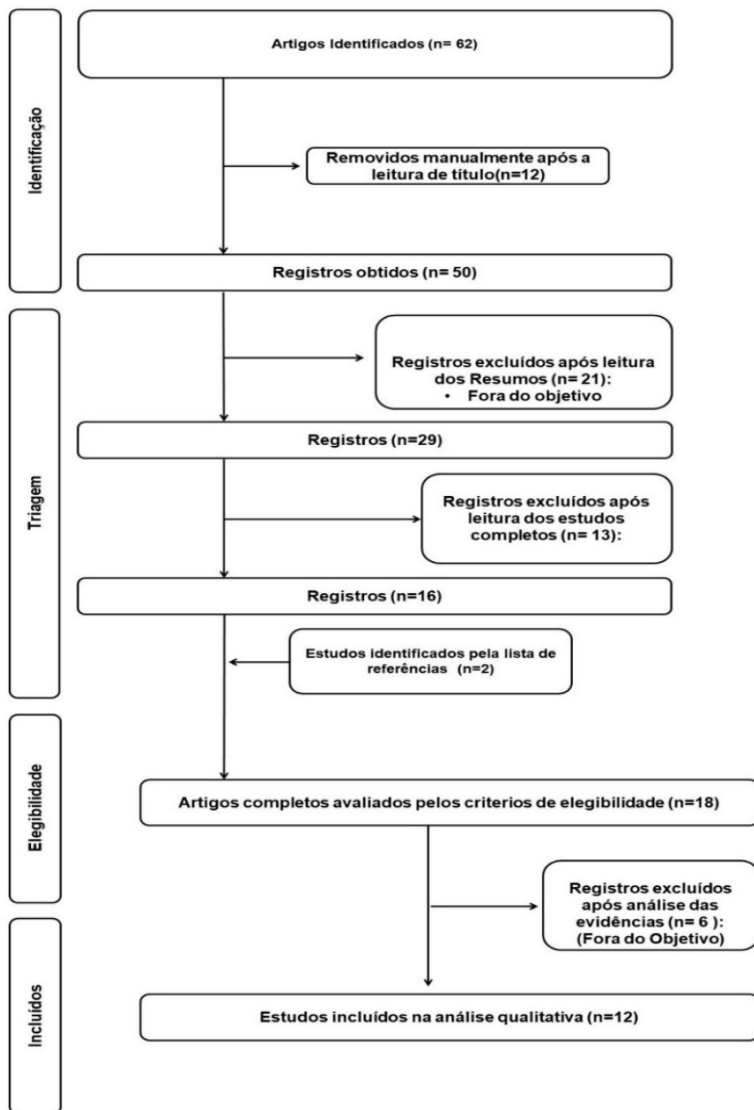 Identificação
Artigos Identificados (n= 62)
Removidos manualmente após a
leitura de título(n=12)
Registros obtidos (n= 50)
Triagem
Registros excluídos após leitura
dos Resumos (n= 21):
• Fora do objetivo
Registros (n=29)
Registros excluídos após
leitura dos estudos
completos (n= 13):
Registros (n=16)
Estudos identificados pela lista de
referências (n=2)
Elegibilidade
Artigos completos avaliados pelos criterios de elegibilidade (n=18)
Registros excluídos
após análise das
evidências (n= 6 ):
(Fora do Objetivo)
Incluídos
Estudos incluídos na análise qualitativa (n=12)